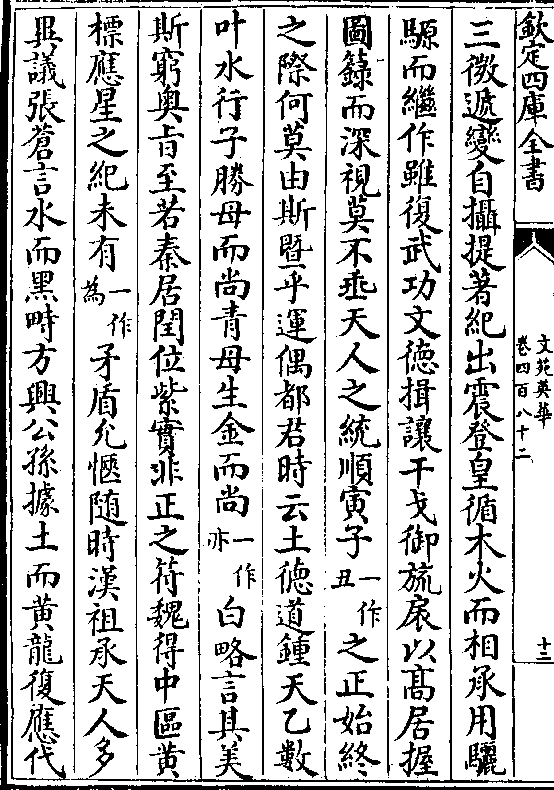 欽定四庫全書
文苑英華
卷四百八十二
十二
三微遞變自攝提著紀出震登皇循木火而相承用驪
騵而繼作雖復武功文德揖讓干戈御旒扆以高居握
圖籙而深視莫不乖天人之統順寅子一作丑之正始終
之際何莫由斯暨乎運偶都君時云土徳道鍾天乙數
叶水行子勝母而尚青母生金而尚一作亦白略言其美
斯窮奥㫖至若秦居閏位紫實非正之符魏得中區黄
標應星之紀未有一作為矛盾允愜随時漢祖承天人多
異議張蒼言水而黒畤方興公孫據土而黄龍復應代